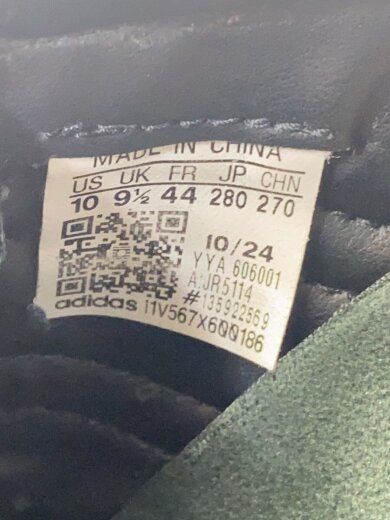 MADE IN CHINA
US UK FR JP CHN
10 9½ 44 280 270
10/24
YYA 606001
A:JR5114
#135922569
adidas 11V567X600186